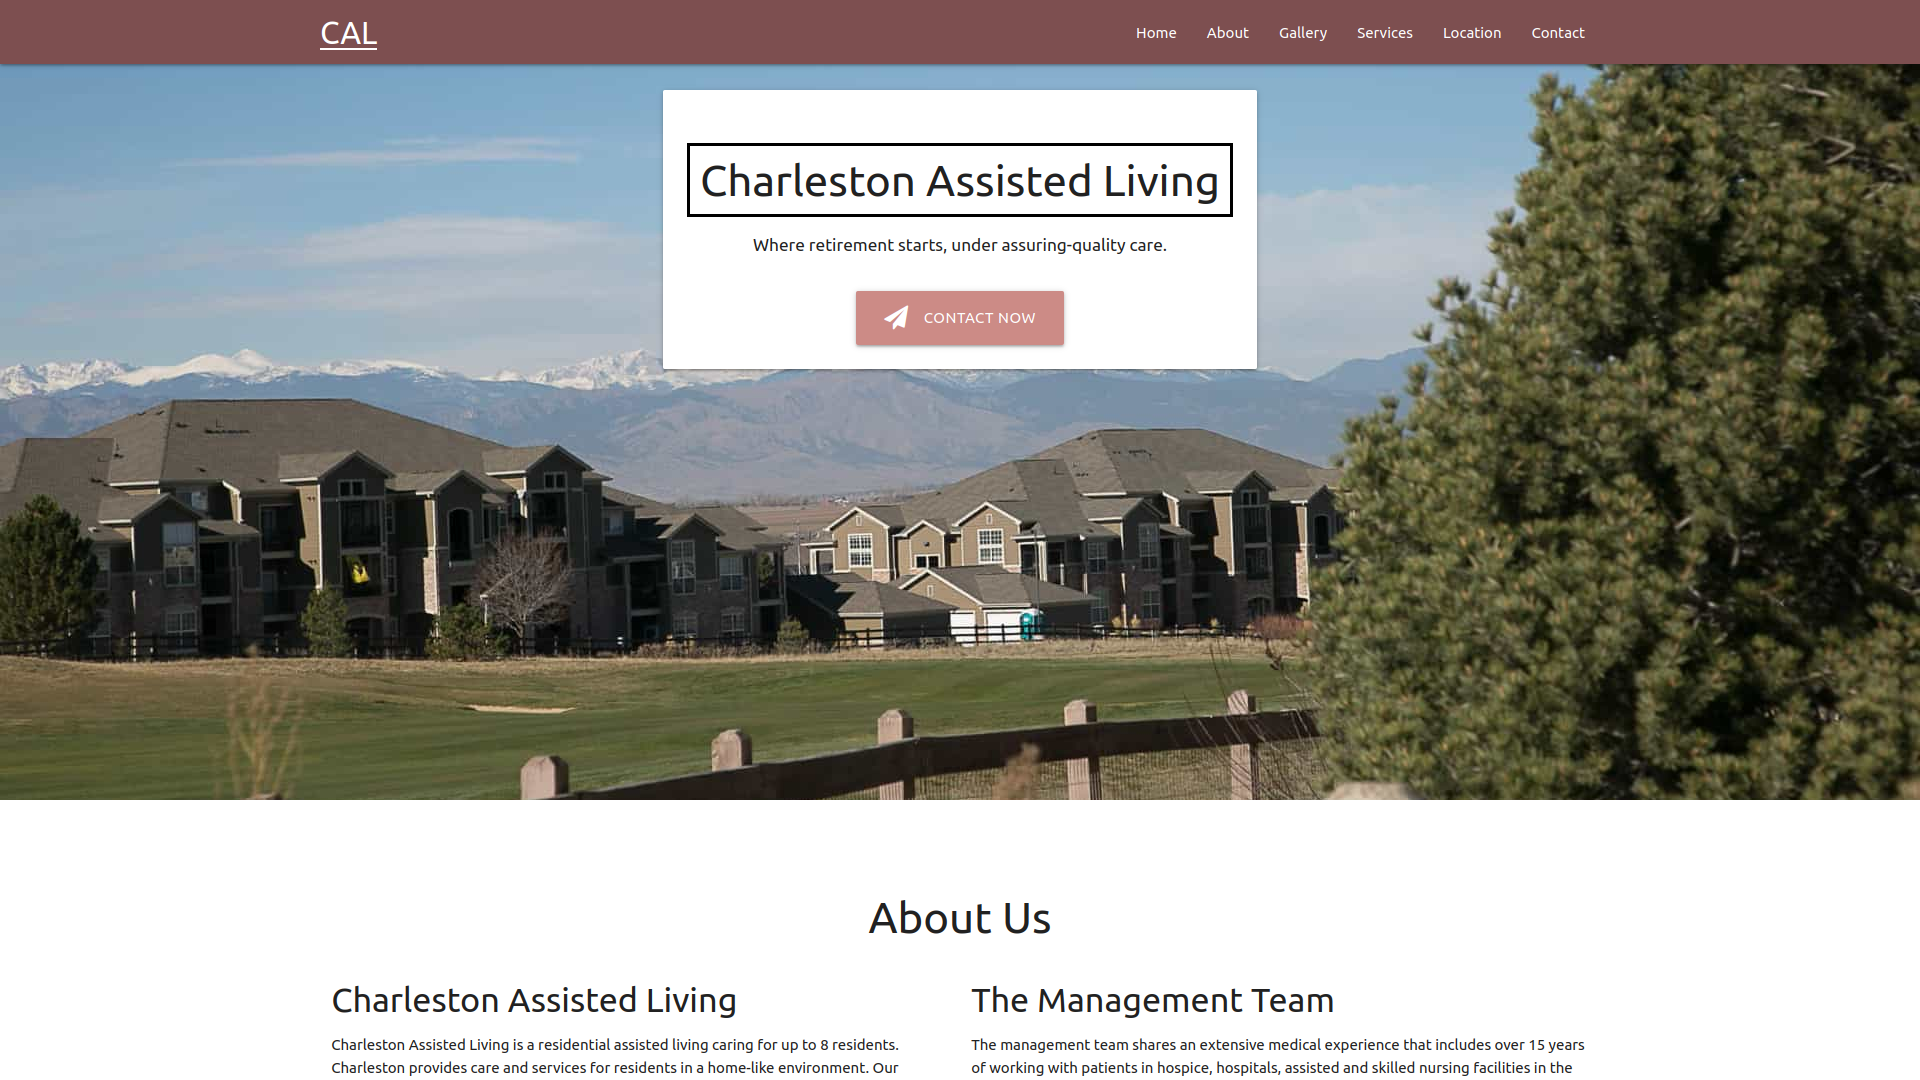 CAL
Home About Gallery Services Location Contact
Charleston Assisted Living
Where retirement starts, under assuring-quality care.
CONTACT NOW
About Us
Charleston Assisted Living
Charleston Assisted Living is a residential assisted living caring for up to 8 residents.
Charleston provides care and services for residents in a home-like environment. Our
The Management Team
The management team shares an extensive medical experience that includes over 15 years
of working with patients in hospice, hospitals, assisted and skilled nursing facilities in the